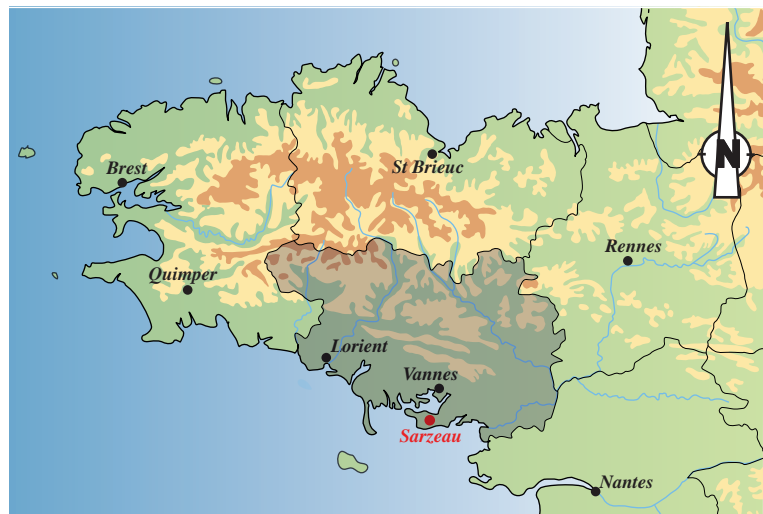 N
Brest
St Brieuc
Rennes
Quimper
Lorient
Vannes
Sarzeau
Nantes